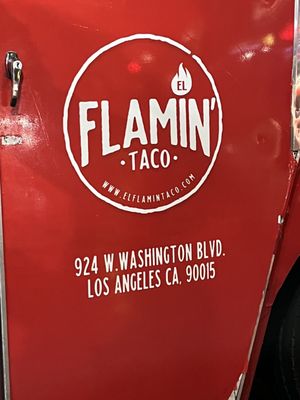 EL
FLAMIN'
· TACO ·
WWW.ELFLAMINTACO.COM
924 W.WASHINGTON BLVD.
LOS ANGELES CA, 90015